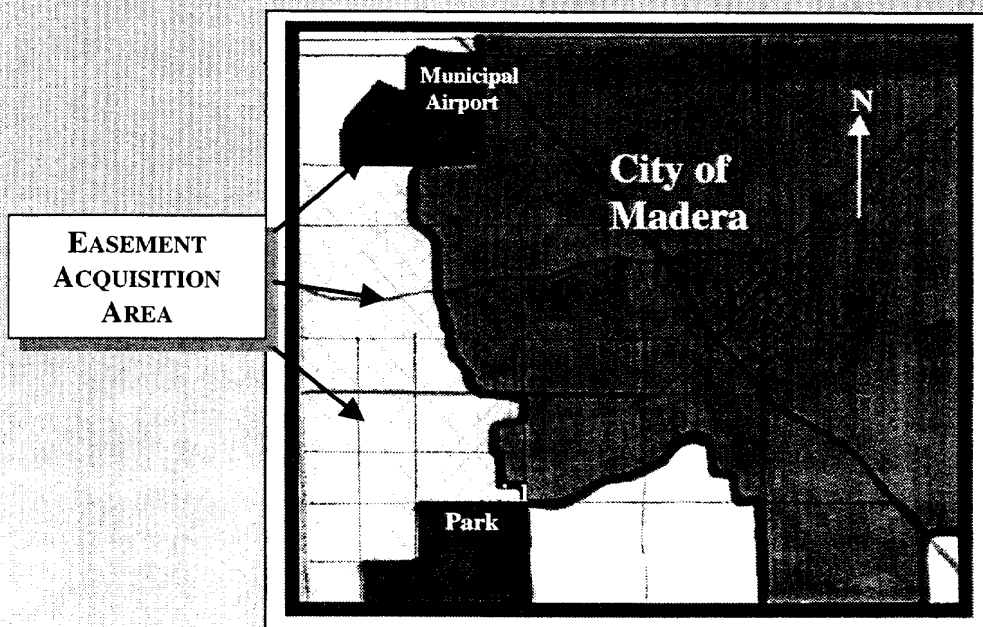 Municipal
Airport
N
City of
Madera
EASEMENT
ACQUISITION
AREA
Park